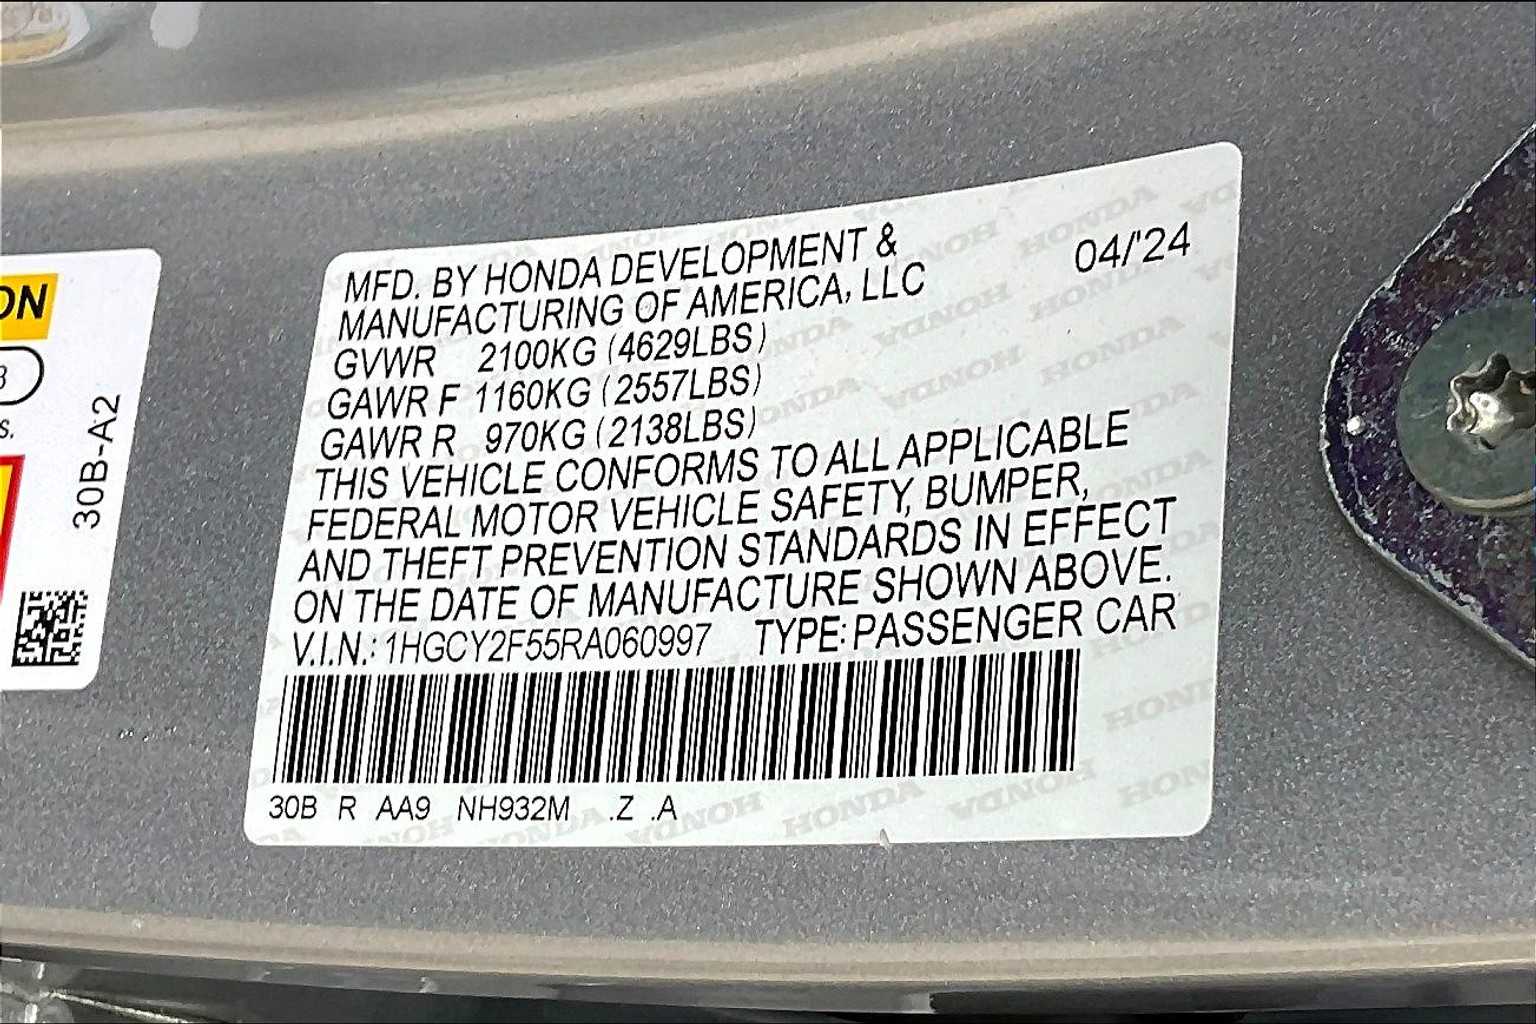 MFD. BY HONDA DEVELOPMENT &
MANUFACTURING OF AMERICA, LLC
04/'24
GVWR 2100KG (4629LBS)
GAWR F 1160KG (2557LBS)
GAWR R 970KG (2138LBS)
THIS VEHICLE CONFORMS TO ALL APPLICABLE
FEDERAL MOTOR VEHICLE SAFETY, BUMPER,
AND THEFT PREVENTION STANDARDS IN EFFECT
ON THE DATE OF MANUFACTURE SHOWN ABOVE.
V.I.N.: 1HGCY2F55RA060997 TYPE: PASSENGER CAR
30B R AA9 NH932M .Z .A
30B-A2